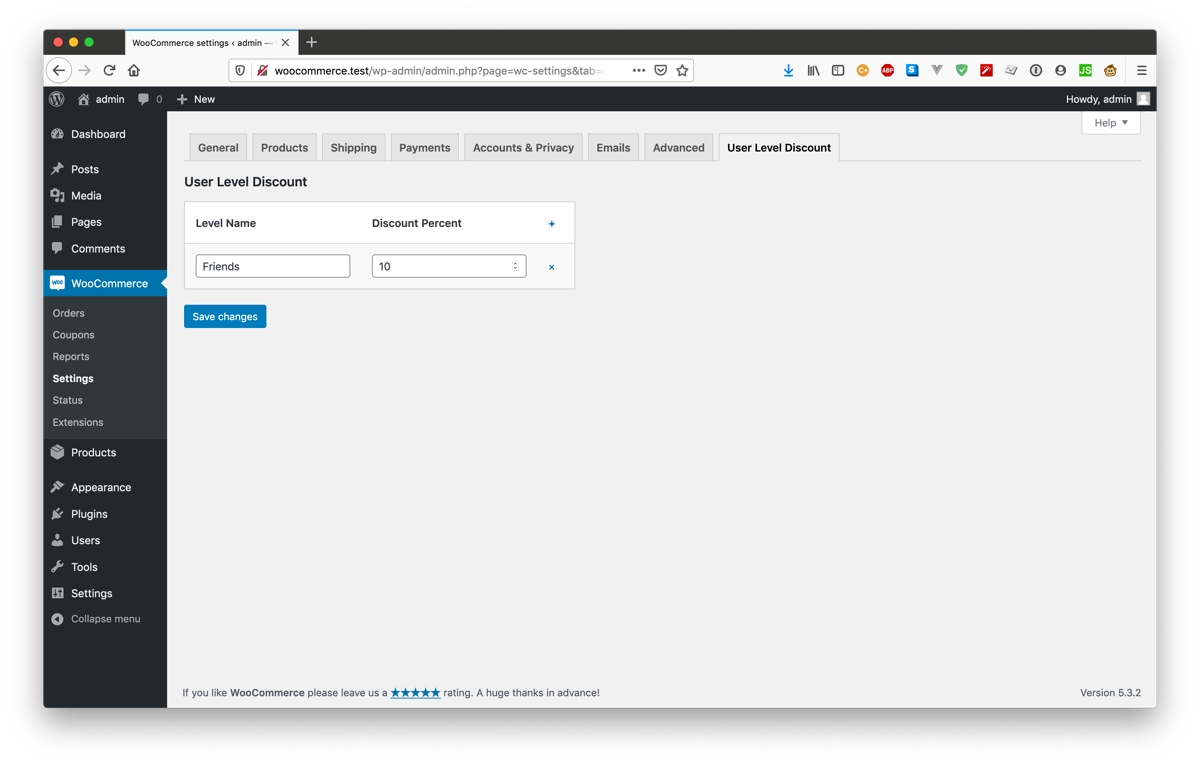 WooCommerce settings ‹ admin —
woocommerce.test/wp-admin/admin.php?page=wc-settings&tab=
ABP
S
JS
admin 0 New Howdy, admin
Help
Dashboard
Posts
Media
Pages
Comments
Woo WooCommerce
Orders
Coupons
Reports
Settings
Status
Extensions
Products
Appearance
Plugins
Users
Tools
Settings
Collapse menu
General Products Shipping Payments Accounts & Privacy Emails Advanced User Level Discount
User Level Discount
Level Name Discount Percent +
Friends 10 ×
Save changes
If you like WooCommerce please leave us a ★★★★★ rating. A huge thanks in advance! Version 5.3.2